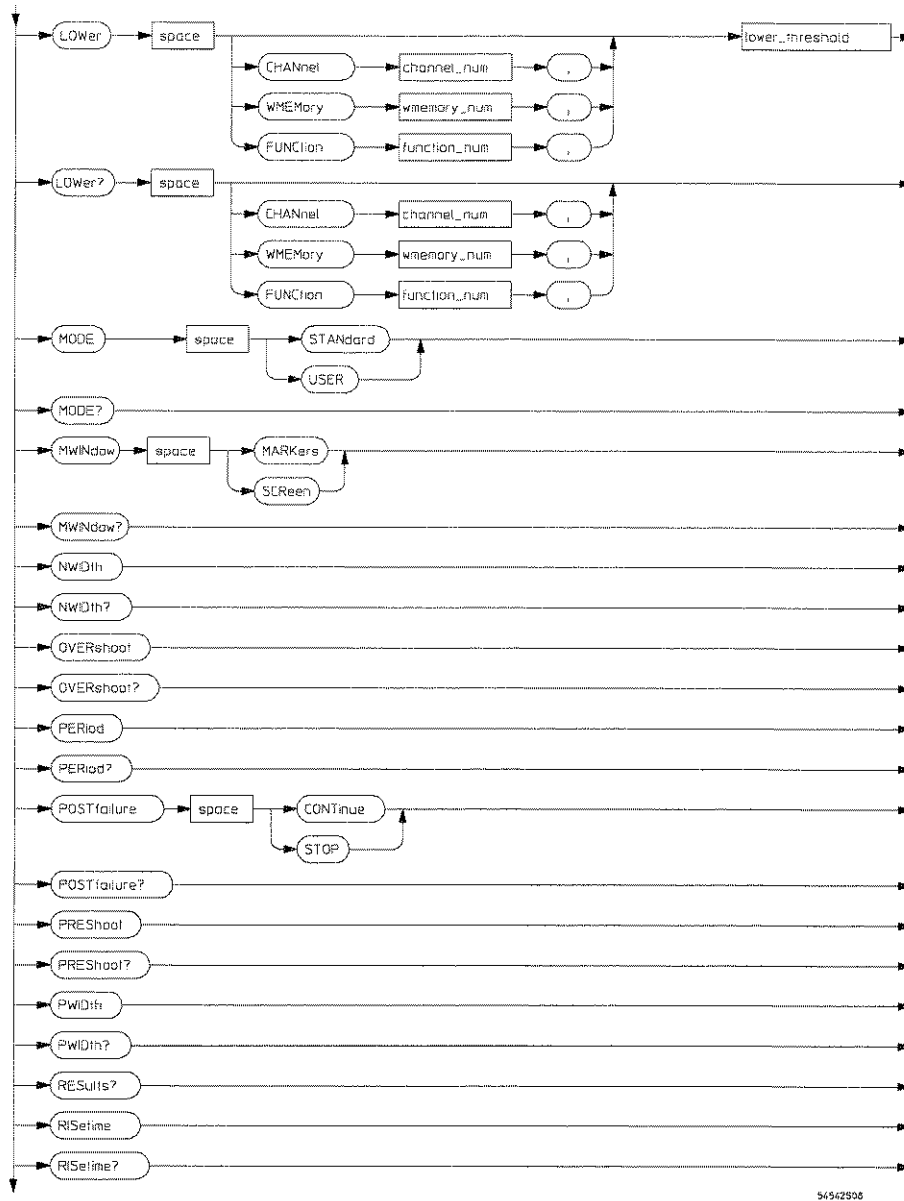 LOWer space lower_threshold
CHANnel channel_num ,
WMEMory wmemory_num ,
FUNCtion function_num ,
LOWer? space
CHANnel channel_num ,
WMEMory wmemory_num ,
FUNCtion function_num ,
MODE space STANdard
USER
MODE?
MWINdow space MARKers
SCReen
MWINdow?
NWIDth
NWIDth?
OVERshoot
OVERshoot?
PERiod
PERiod?
POSTfailure space CONTinue
STOP
POSTfailure?
PREShoot
PREShoot?
PWIDth
PWIDth?
RESults?
RISetime
RISetime?
54542S08